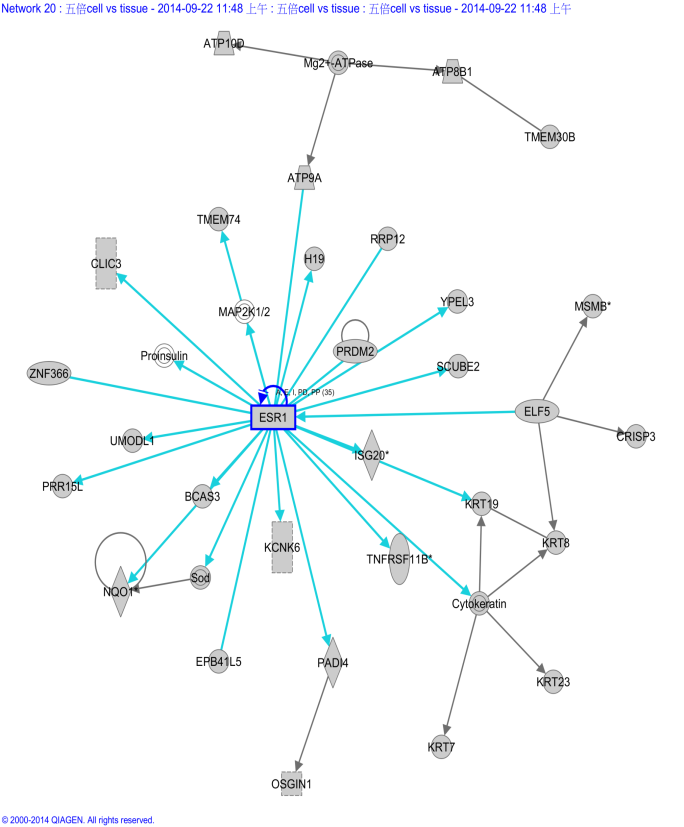 Network 20 : 五倍cell vs tissue - 2014-09-22 11:48 上午 : 五倍cell vs tissue : 五倍cell vs tissue - 2014-09-22 11:48 上午
ATP10D
Mg2+-ATPase
ATP8B1
TMEM30B
ATP9A
TMEM74
RRP12
H19
CLIC3
YPEL3
MSMB*
MAP2K1/2
Proinsulin
PRDM2
SCUBE2
ZNF366
A, E, I, PD, PP (35)
ESR1
ELF5
UMODL1
CRISP3
ISG20*
PRR15L
BCAS3
KRT19
KCNK6
KRT8
TNFRSF11B*
Sod
NQO1*
Cytokeratin
EPB41L5
PADI4
KRT23
KRT7
OSGIN1
© 2000-2014 QIAGEN. All rights reserved.